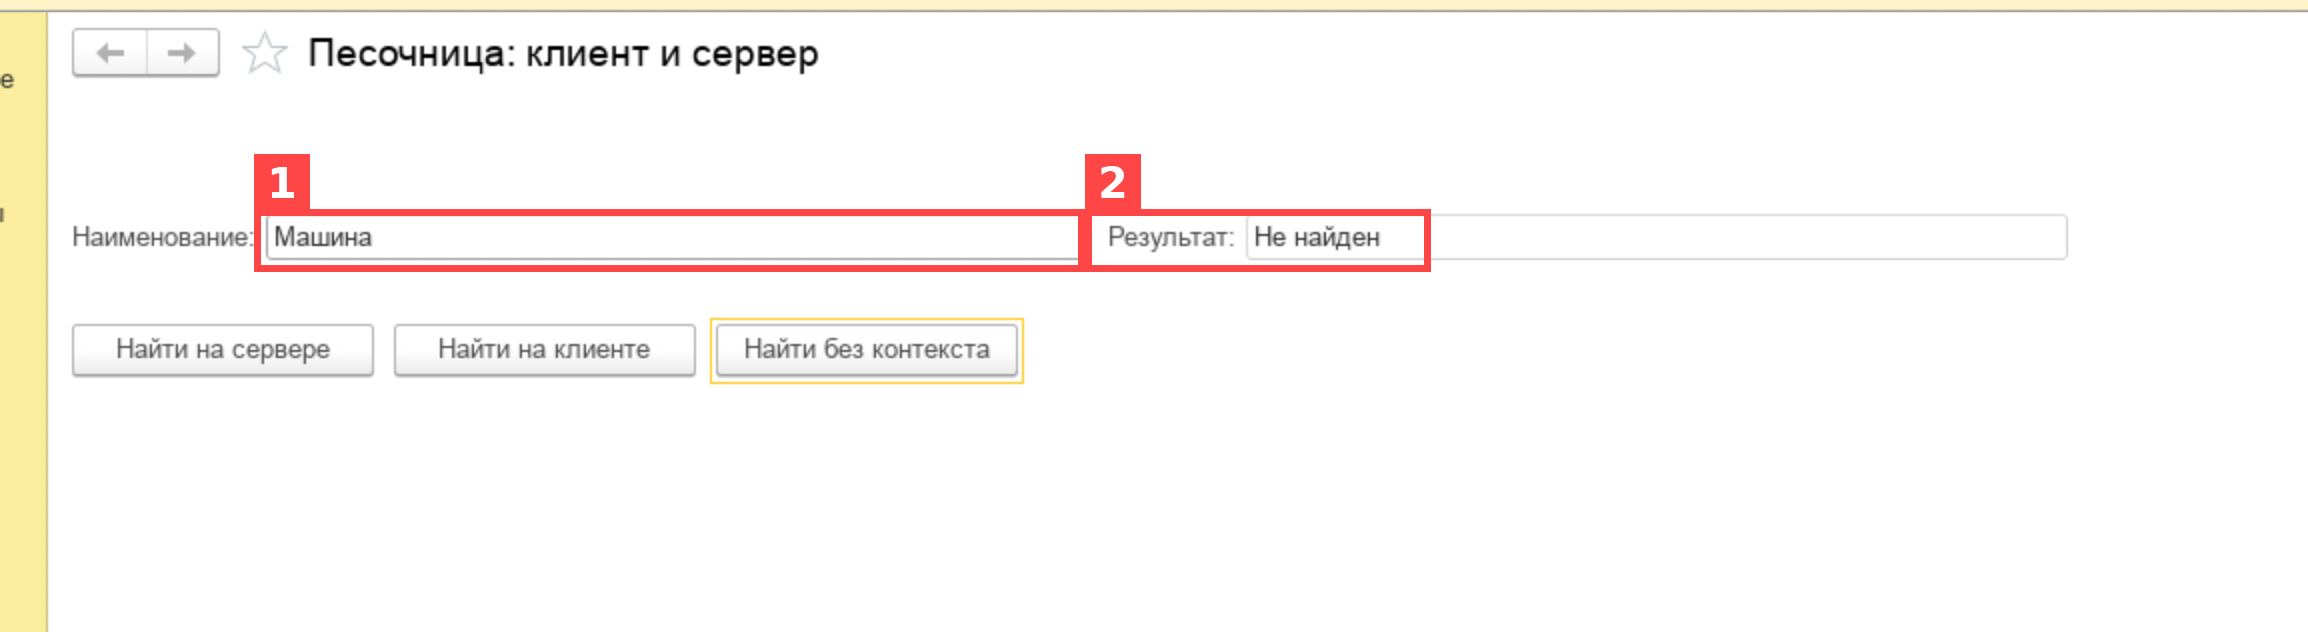 Песочница: клиент и сервер
е
1 2
Наименование: Машина Результат: Не найден
Найти на сервере Найти на клиенте Найти без контекста